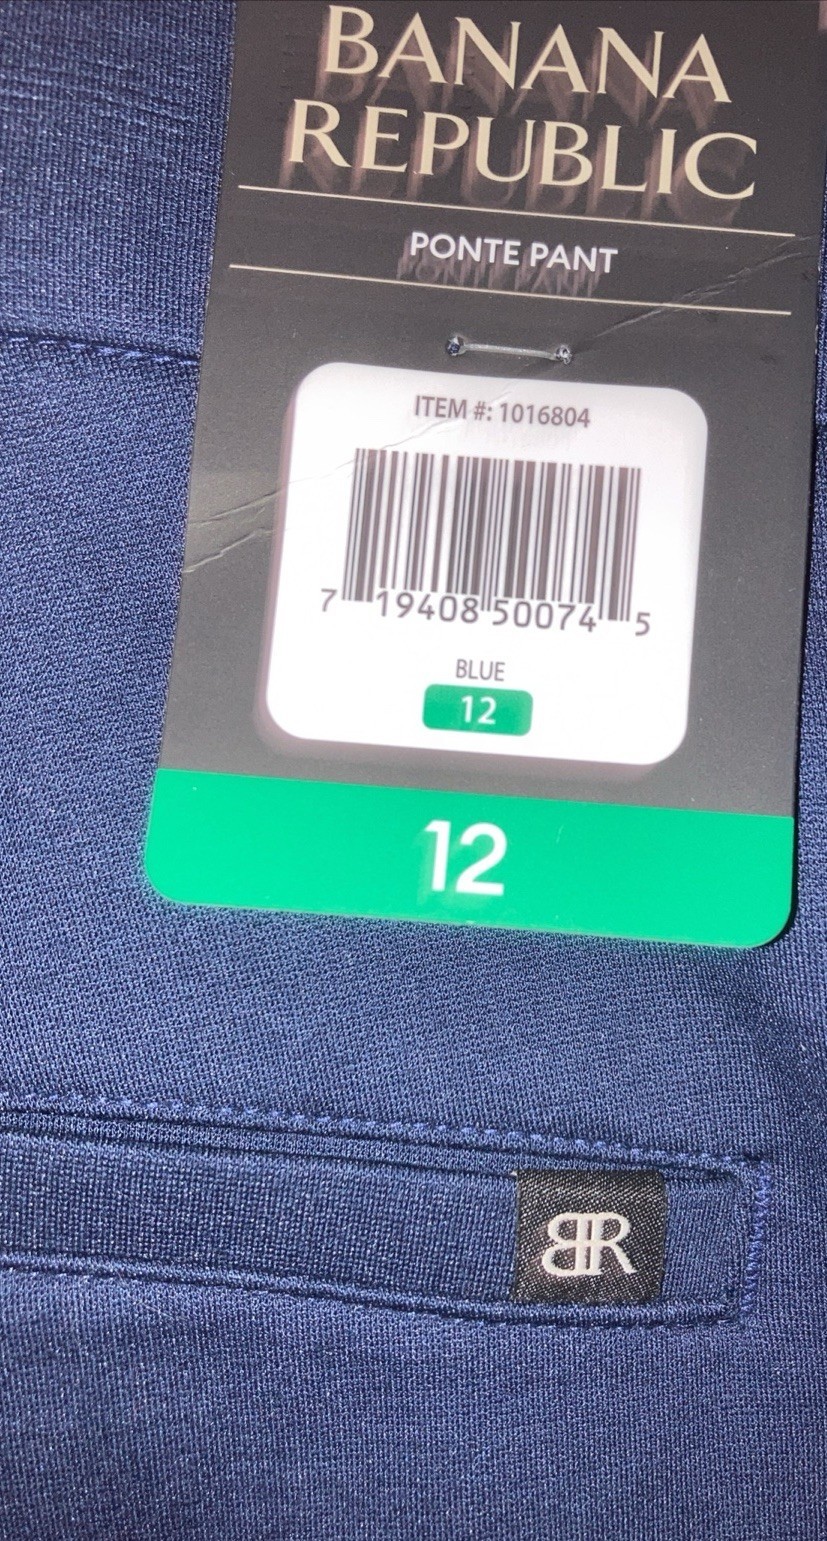 BANANA
REPUBLIC
PONTE PANT
ITEM #: 1016804
7 19408 50074 5
BLUE
12
12
BR